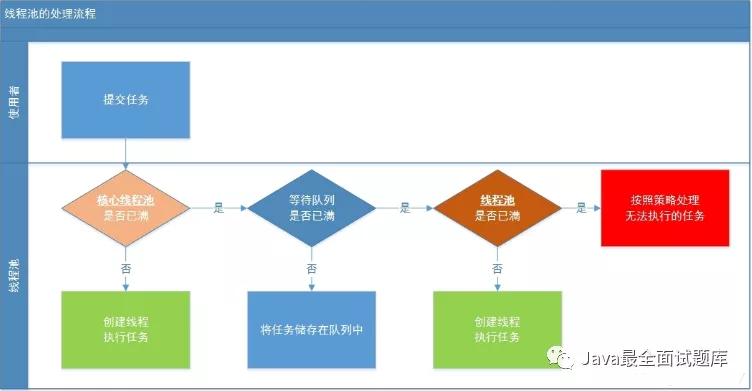 线程池的处理流程
使用者
提交任务
线程池
核心线程池
是否已满
是
等待队列
是否已满
是
线程池
是否已满
是
按照策略处理
无法执行的任务
否
否
否
创建线程
执行任务
将任务储存在队列中
创建线程
执行任务
Java最全面试题库